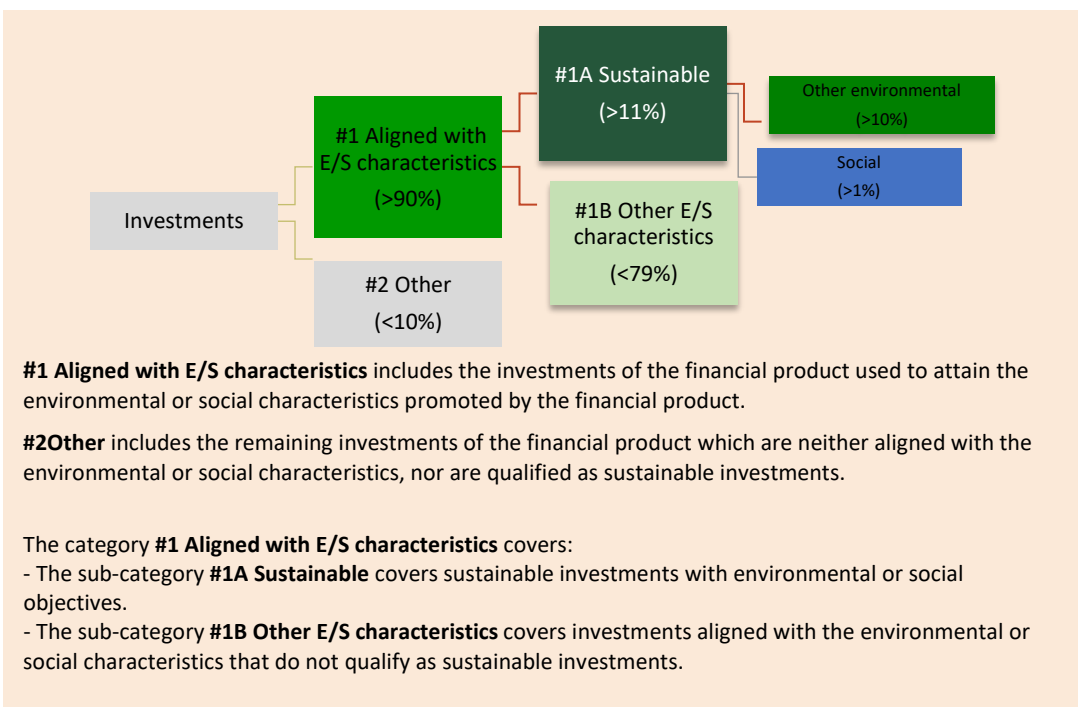 #1A Sustainable
(>11%)
Other environmental
(>10%)
#1 Aligned with
E/S characteristics
(>90%)
Social
(>1%)
Investments
#1B Other E/S
characteristics
(<79%)
#2 Other
(<10%)
#1 Aligned with E/S characteristics includes the investments of the financial product used to attain the
environmental or social characteristics promoted by the financial product.
#2Other includes the remaining investments of the financial product which are neither aligned with the
environmental or social characteristics, nor are qualified as sustainable investments.
The category #1 Aligned with E/S characteristics covers:
- The sub-category #1A Sustainable covers sustainable investments with environmental or social
objectives.
- The sub-category #1B Other E/S characteristics covers investments aligned with the environmental or
social characteristics that do not qualify as sustainable investments.